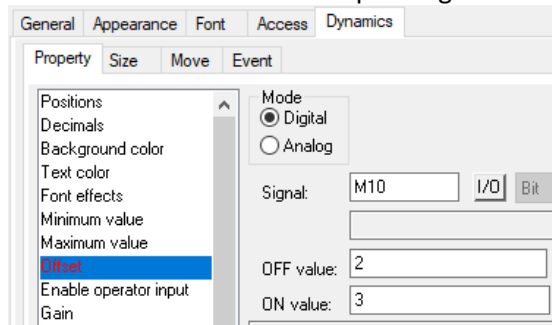 General Appearance Font Access Dynamics
Property Size Move Event
Positions
Decimals
Background color
Text color
Font effects
Minimum value
Maximum value
Offset
Enable operator input
Gain
Mode
Digital
Analog
Signal: M10 I/O Bit
OFF value: 2
ON value: 3